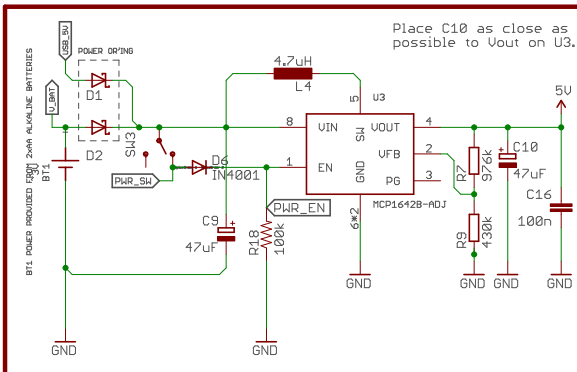 Place C10 as close as
possible to Vout on U3.
USB_5V
POWER OR'ING
V_BAT
D1
D2
SW3
BT1 POWER PROVIDED FROM 2xAA ALKALINE BATTERIES
3V
BT1
PWR_SW
D6
IN4001
4.7uH
L4
U3
5
SW
8
VIN
VOUT
4
1
EN
VFB
2
GND
PG
3
6*2
MCP1642B-ADJ
PWR_EN
C9
47uF
R18
100k
R7
976k
R9
430k
C10
47uF
5V
C16
100n
GND
GND
GND
GND
GND
GND